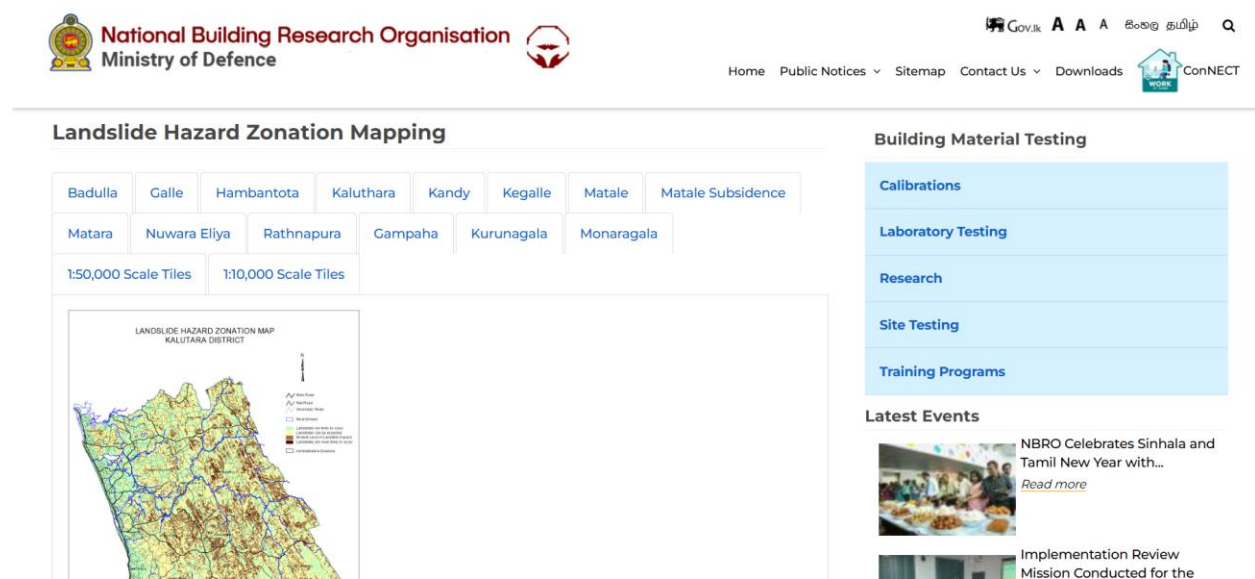 National Building Research Organisation
Ministry of Defence
Gov.lk A A A සිංහල தமிழ்
Home Public Notices Sitemap Contact Us Downloads WORK ConNECT
Landslide Hazard Zonation Mapping
Badulla Galle Hambantota Kaluthara Kandy Kegalle Matale Matale Subsidence
Matara Nuwara Eliya Rathnapura Gampaha Kurunagala Monaragala
1:50,000 Scale Tiles 1:10,000 Scale Tiles
LANDSLIDE HAZARD ZONATION MAP
KALUTARA DISTRICT
N
Main Road
Secondary Road
Building Material Testing
Calibrations
Laboratory Testing
Research
Site Testing
Training Programs
Latest Events
NBRO Celebrates Sinhala and
Tamil New Year with...
Read more
Implementation Review
Mission Conducted for the